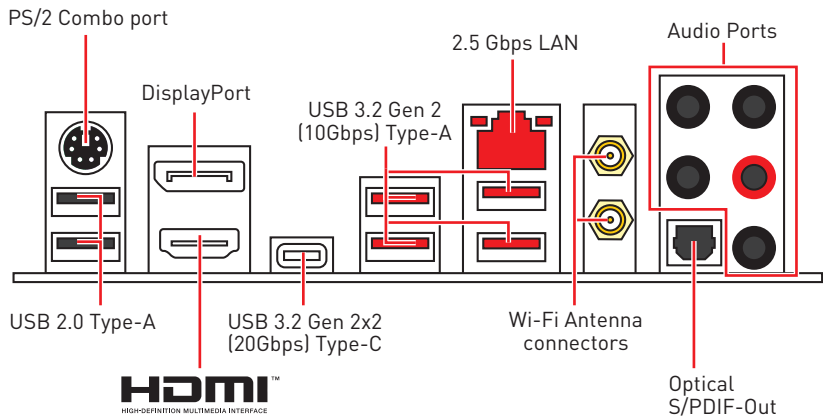 PS/2 Combo port
2.5 Gbps LAN
Audio Ports
DisplayPort
USB 3.2 Gen 2
(10Gbps) Type-A
USB 2.0 Type-A
USB 3.2 Gen 2x2
(20Gbps) Type-C
Wi-Fi Antenna
connectors
HDMI™
HIGH-DEFINITION MULTIMEDIA INTERFACE
Optical
S/PDIF-Out